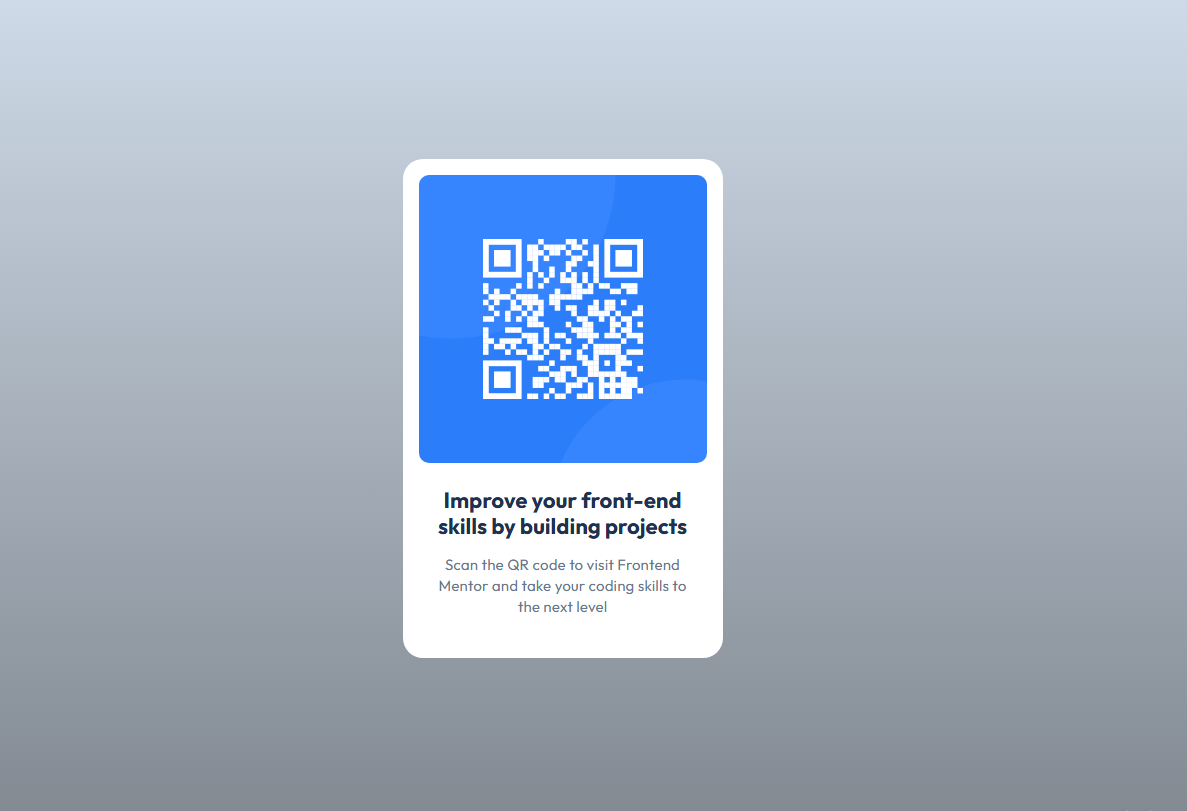 Improve your front-end
skills by building projects
Scan the QR code to visit Frontend
Mentor and take your coding skills to
the next level